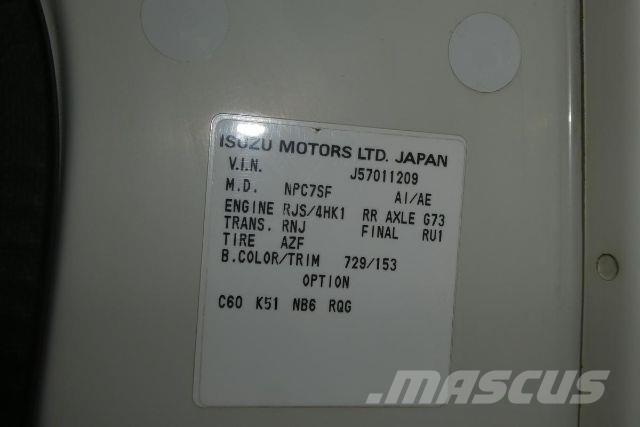 ISUZU MOTORS LTD. JAPAN
V.I.N. J57011209
M.D. NPC7SF AI/AE
ENGINE RJS/4HK1 RR AXLE G73
TRANS. RNJ FINAL RU1
TIRE AZF
B.COLOR/TRIM 729/153
OPTION
C60 K51 NB6 RQG
MASCUS